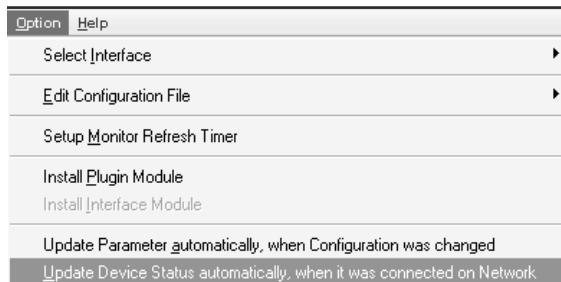 Option Help
Select Interface
Edit Configuration File
Setup Monitor Refresh Timer
Install Plugin Module
Install Interface Module
Update Parameter automatically, when Configuration was changed
Update Device Status automatically, when it was connected on Network